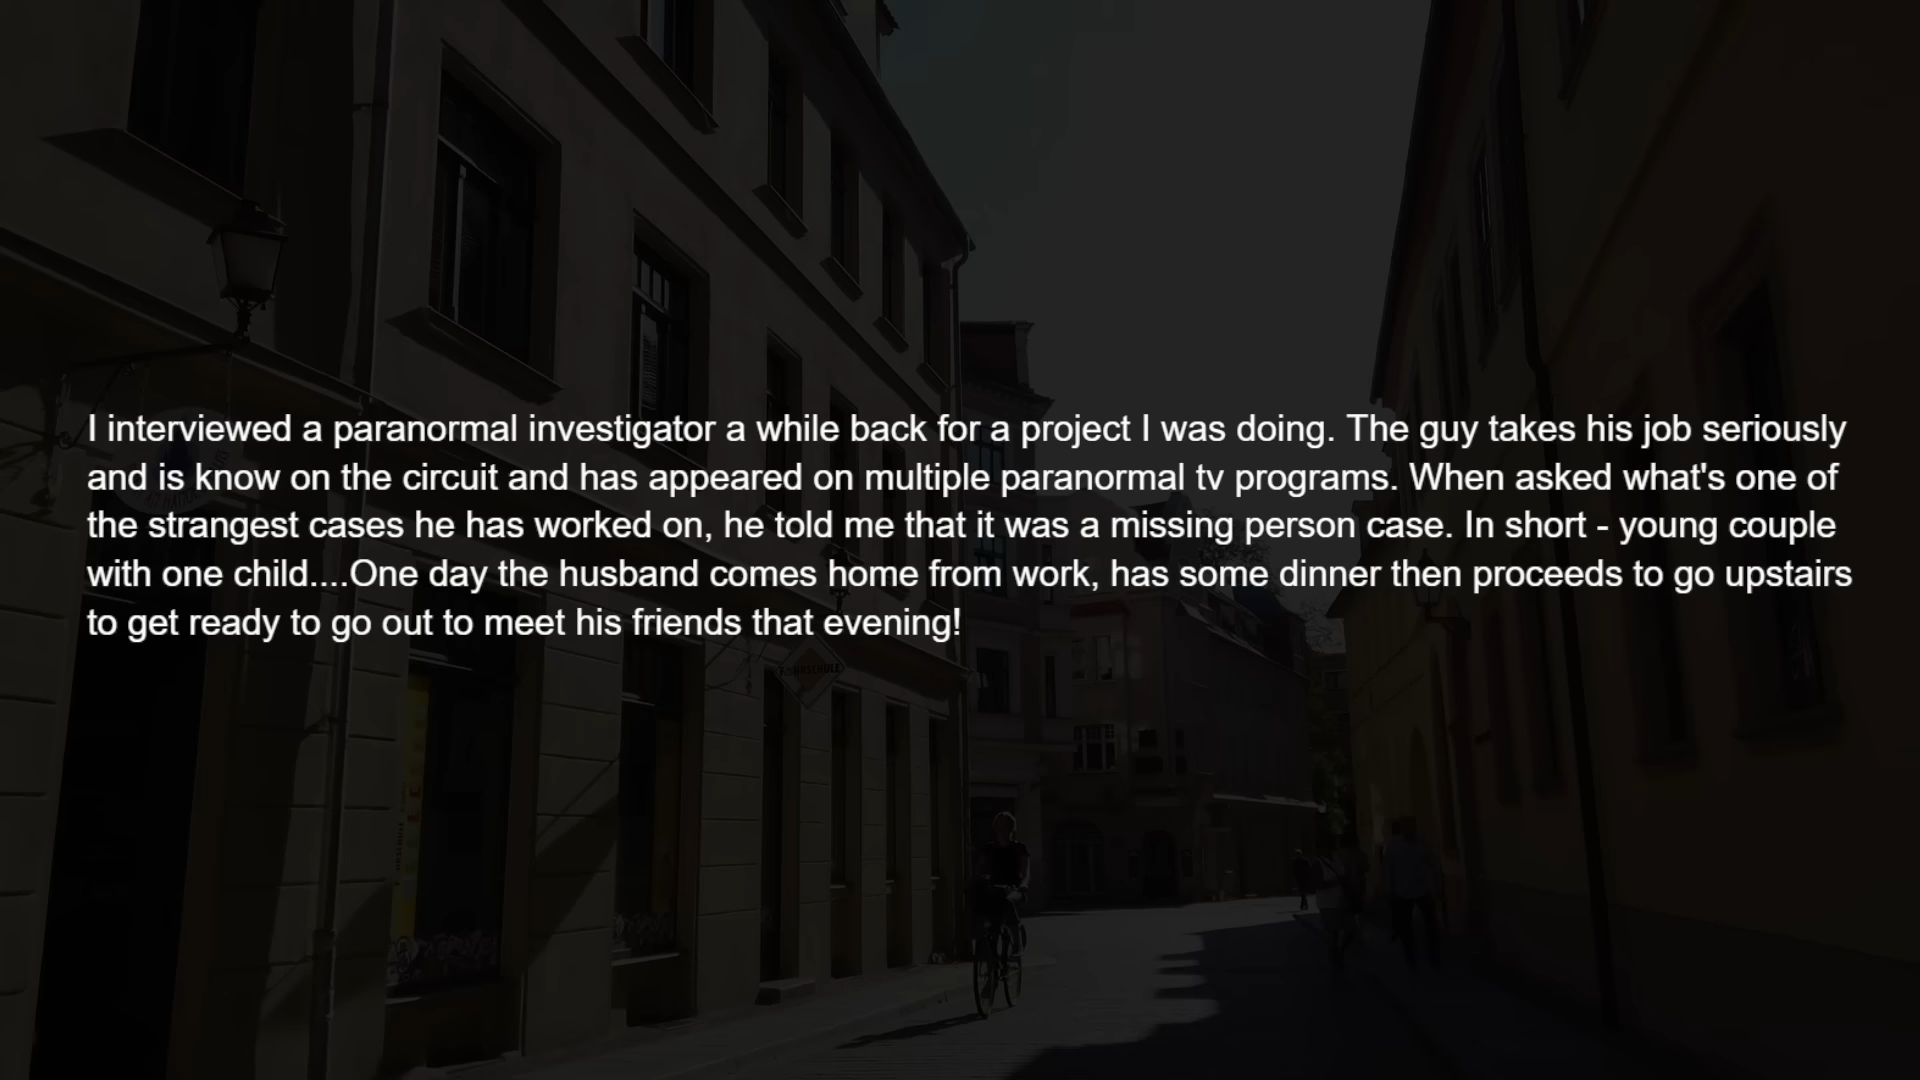 I interviewed a paranormal investigator a while back for a project I was doing. The guy takes his job seriously
and is know on the circuit and has appeared on multiple paranormal tv programs. When asked what's one of
the strangest cases he has worked on, he told me that it was a missing person case. In short - young couple
with one child....One day the husband comes home from work, has some dinner then proceeds to go upstairs
to get ready to go out to meet his friends that evening!